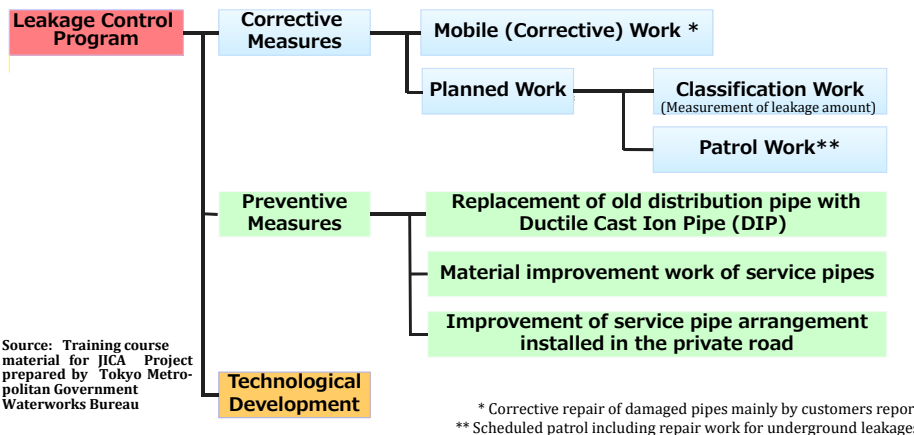 Leakage Control
Program
Corrective
Measures
Mobile (Corrective) Work *
Planned Work
Classification Work
(Measurement of leakage amount)
Patrol Work**
Preventive
Measures
Replacement of old distribution pipe with
Ductile Cast Ion Pipe (DIP)
Material improvement work of service pipes
Improvement of service pipe arrangement
installed in the private road
Technological
Development
Source: Training course
material for JICA Project
prepared by Tokyo Metro-
politan Government
Waterworks Bureau
* Corrective repair of damaged pipes mainly by customers repor
** Scheduled patrol including repair work for underground leakage